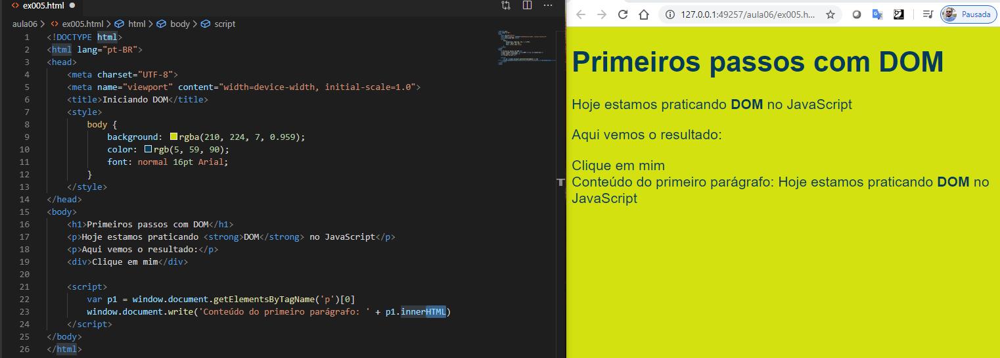 ex005.html
aula06 > ex005.html > html > body > script
1 <!DOCTYPE html>
2 <html lang="pt-BR">
3 <head>
4 <meta charset="UTF-8">
5 <meta name="viewport" content="width=device-width, initial-scale=1.0">
6 <title>Iniciando DOM</title>
7 <style>
8 body {
9 background: rgba(210, 224, 7, 0.959);
10 color: rgb(5, 59, 90);
11 font: normal 16pt Arial;
12 }
13 </style>
14 </head>
15 <body>
16 <h1>Primeiros passos com DOM</h1>
17 <p>Hoje estamos praticando <strong>DOM</strong> no JavaScript</p>
18 <p>Aqui vemos o resultado:</p>
19 <div>Clique em mim</div>
20
21 <script>
22 var p1 = window.document.getElementsByTagName('p')[0]
23 window.document.write('Conteúdo do primeiro parágrafo: ' + p1.innerHTML)
24 </script>
25 </body>
26 </html>
127.0.0.1:49257/aula06/ex005.h...
Pausada
Primeiros passos com DOM
Hoje estamos praticando DOM no JavaScript
Aqui vemos o resultado:
Clique em mim
Conteúdo do primeiro parágrafo: Hoje estamos praticando DOM no
JavaScript